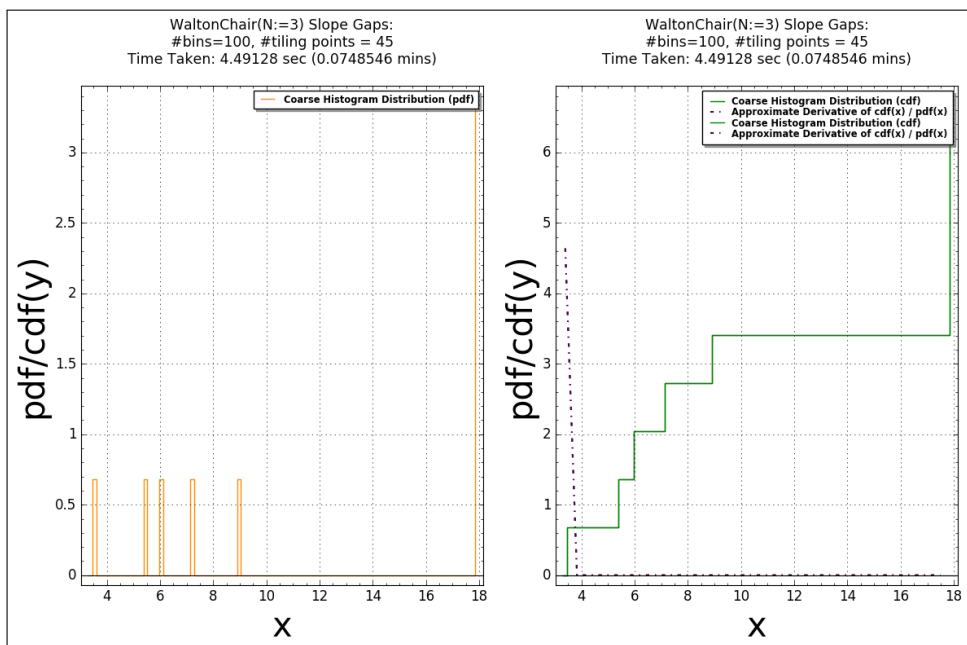 WaltonChair(N:=3) Slope Gaps:
#bins=100, #tiling points = 45
Time Taken: 4.49128 sec (0.0748546 mins)
Coarse Histogram Distribution (pdf)
pdf/cdf(y)
3
2.5
2
1.5
1
0.5
0
4 6 8 10 12 14 16 18
x
WaltonChair(N:=3) Slope Gaps:
#bins=100, #tiling points = 45
Time Taken: 4.49128 sec (0.0748546 mins)
Coarse Histogram Distribution (cdf)
Approximate Derivative of cdf(x) / pdf(x)
Coarse Histogram Distribution (cdf)
Approximate Derivative of cdf(x) / pdf(x)
pdf/cdf(y)
6
5
4
3
2
1
0
4 6 8 10 12 14 16 18
x